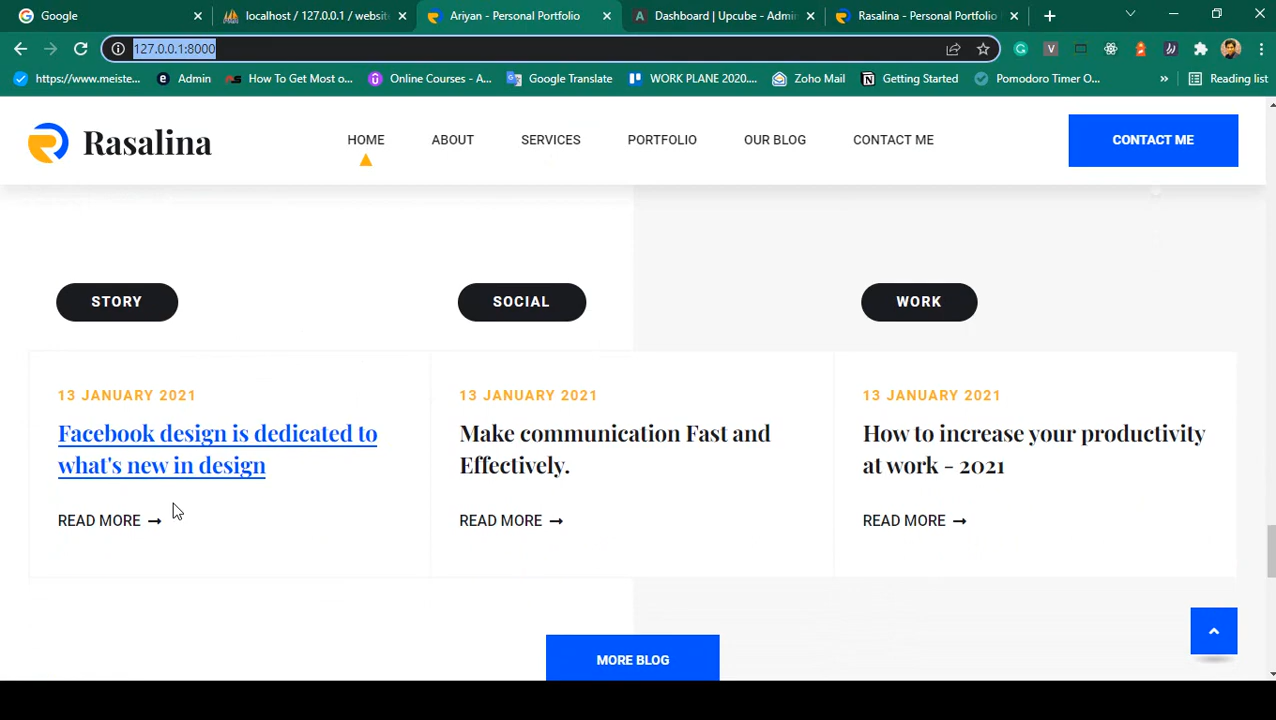 Google
localhost / 127.0.0.1 / websit
Ariyan - Personal Portfolio
Dashboard | Upcube - Admi
Rasalina - Personal Portfolio
127.0.0.1:8000
https://www.meiste...
Admin
How To Get Most o...
Online Courses - A...
Google Translate
WORK PLANE 2020....
Zoho Mail
Getting Started
Pomodoro Timer O...
»
Reading list
Rasalina
HOME
ABOUT
SERVICES
PORTFOLIO
OUR BLOG
CONTACT ME
CONTACT ME
STORY
SOCIAL
WORK
13 JANUARY 2021
Facebook design is dedicated to
what's new in design
READ MORE
13 JANUARY 2021
Make communication Fast and
Effectively.
READ MORE
13 JANUARY 2021
How to increase your productivity
at work - 2021
READ MORE
MORE BLOG